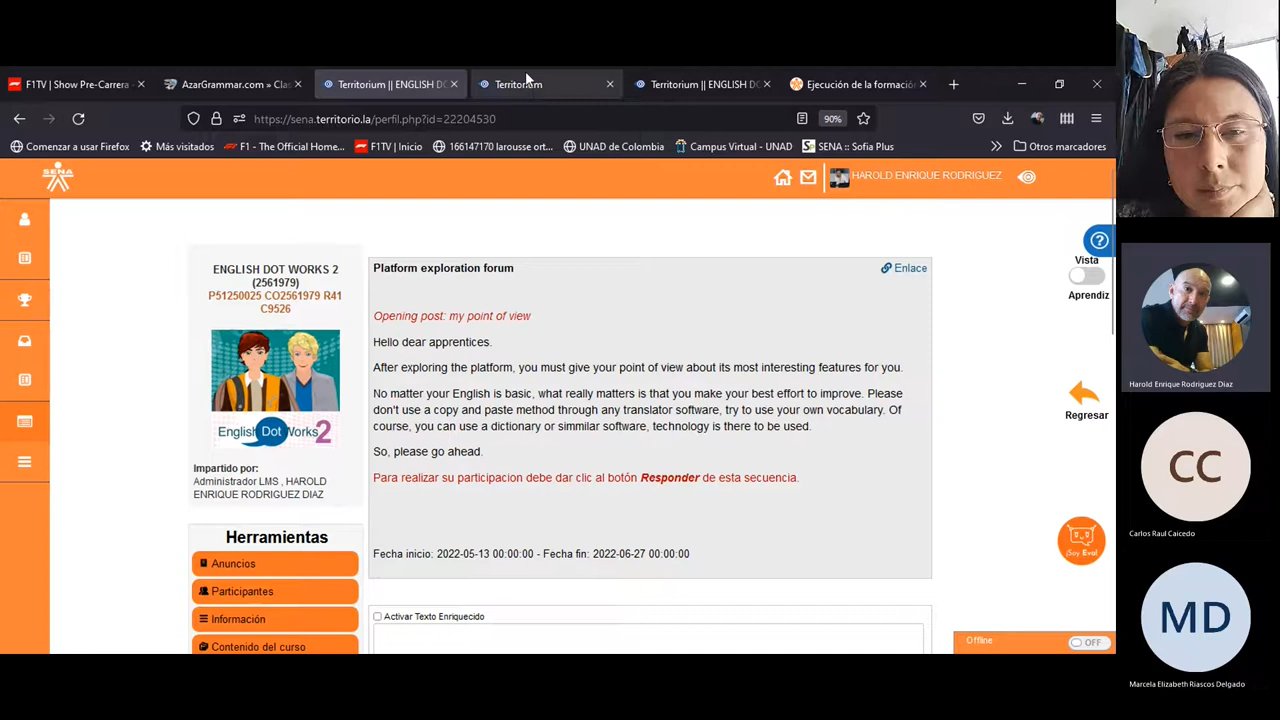 F1TV | Show Pre-Carrera
AzarGrammar.com » Clas
Territorium || ENGLISH DO
Territorium
Territorium || ENGLISH DO
Ejecución de la formación
https://sena.territorio.la/perfil.php?id=22204530
90%
Comenzar a usar Firefox
Más visitados
F1 - The Official Home...
F1TV | Inicio
166147170 larousse ort...
UNAD de Colombia
Campus Virtual - UNAD
SENA :: Sofia Plus
Otros marcadores
SENA
HAROLD ENRIQUE RODRIGUEZ
ENGLISH DOT WORKS 2
(2561979)
P51250025 CO2561979 R41
C9526
English Dot Works 2
Impartido por:
Administrador LMS , HAROLD
ENRIQUE RODRIGUEZ DIAZ
Herramientas
Anuncios
Participantes
Información
Contenido del curso
Platform exploration forum
Enlace
Opening post: my point of view
Hello dear apprentices.
After exploring the platform, you must give your point of view about its most interesting features for you.
No matter your English is basic, what really matters is that you make your best effort to improve. Please
don't use a copy and paste method through any translator software, try to use your own vocabulary. Of
course, you can use a dictionary or simmilar software, technology is there to be used.
So, please go ahead.
Para realizar su participacion debe dar clic al botón Responder de esta secuencia.
Fecha inicio: 2022-05-13 00:00:00 - Fecha fin: 2022-06-27 00:00:00
Activar Texto Enriquecido
?
Vista
Aprendiz
Regresar
¡Soy Eva!
Offline
OFF
Harold Enrique Rodriguez Diaz
CC
Carlos Raul Caicedo
MD
Marcela Elizabeth Riascos Delgado